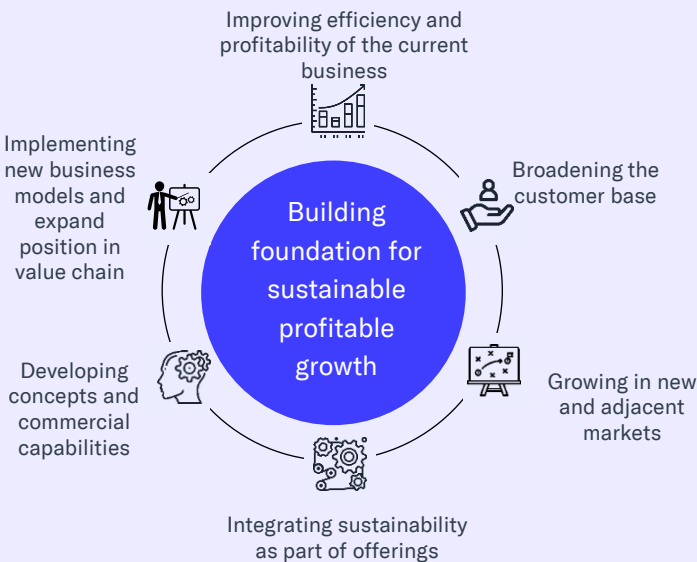 Improving efficiency and
profitability of the current
business
Broadening the
customer base
Growing in new
and adjacent
markets
Integrating sustainability
as part of offerings
Developing
concepts and
commercial
capabilities
Implementing
new business
models and
expand
position in
value chain
Building
foundation for
sustainable
profitable
growth